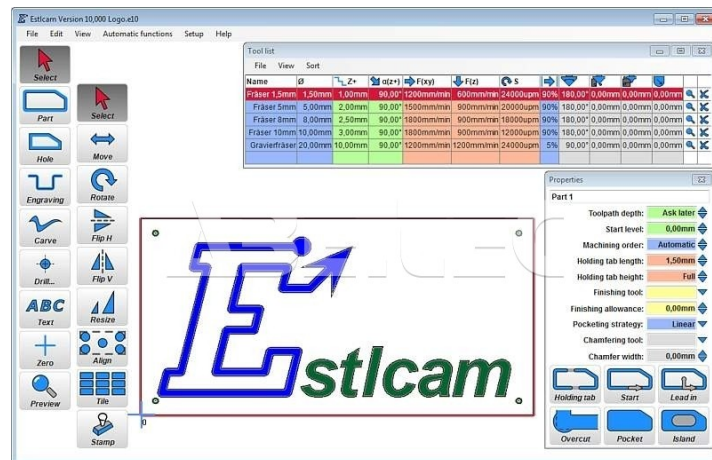 Estlcam Version 10,000 Logo.e10
File Edit View Automatic functions Setup Help
Select
Part
Hole
Engraving
Carve
Drill...
ABC
Text
Zero
Preview
Select
Move
Rotate
Flip H
Flip V
Resize
Align
Tile
Stamp
Tool list
File View Sort
Name Ø Z+ α(z+) F(xy) F(z) S
Fräser 1,5mm 1,50mm 1,00mm 90,00° 1200mm/min 600mm/min 24000upm 90% 180,00° 0,00mm 0,00mm 0,00mm
Fräser 5mm 5,00mm 2,00mm 90,00° 1500mm/min 900mm/min 20000upm 90% 180,00° 0,00mm 0,00mm 0,00mm
Fräser 8mm 8,00mm 2,50mm 90,00° 1800mm/min 900mm/min 18000upm 90% 180,00° 0,00mm 0,00mm 0,00mm
Fräser 10mm 10,00mm 3,00mm 90,00° 1800mm/min 900mm/min 12000upm 90% 180,00° 0,00mm 0,00mm 0,00mm
Gravierfräser 20,00mm 10,00mm 90,00° 1200mm/min 1200mm/min 24000upm 5% 90,00° 0,00mm 0,00mm 0,00mm
Estlcam
0
Properties
Part 1
Toolpath depth: Ask later
Start level: 0,00mm
Machining order: Automatic
Holding tab length: 1,50mm
Holding tab height: Full
Finishing tool:
Finishing allowance: 0,00mm
Pocketing strategy: Linear
Chamfering tool:
Chamfer width: 0,00mm
Holding tab Start Lead in
Overcut Pocket Island